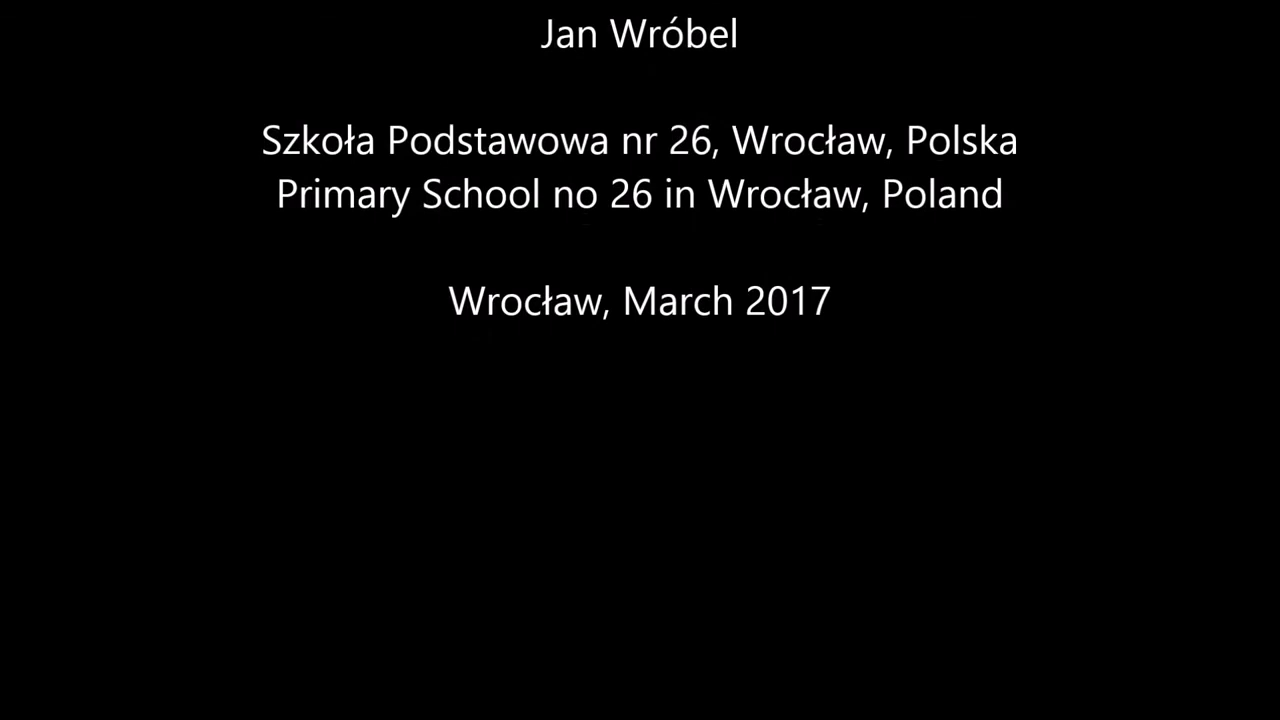 Jan Wróbel
Szkoła Podstawowa nr 26, Wrocław, Polska
Primary School no 26 in Wrocław, Poland
Wrocław, March 2017